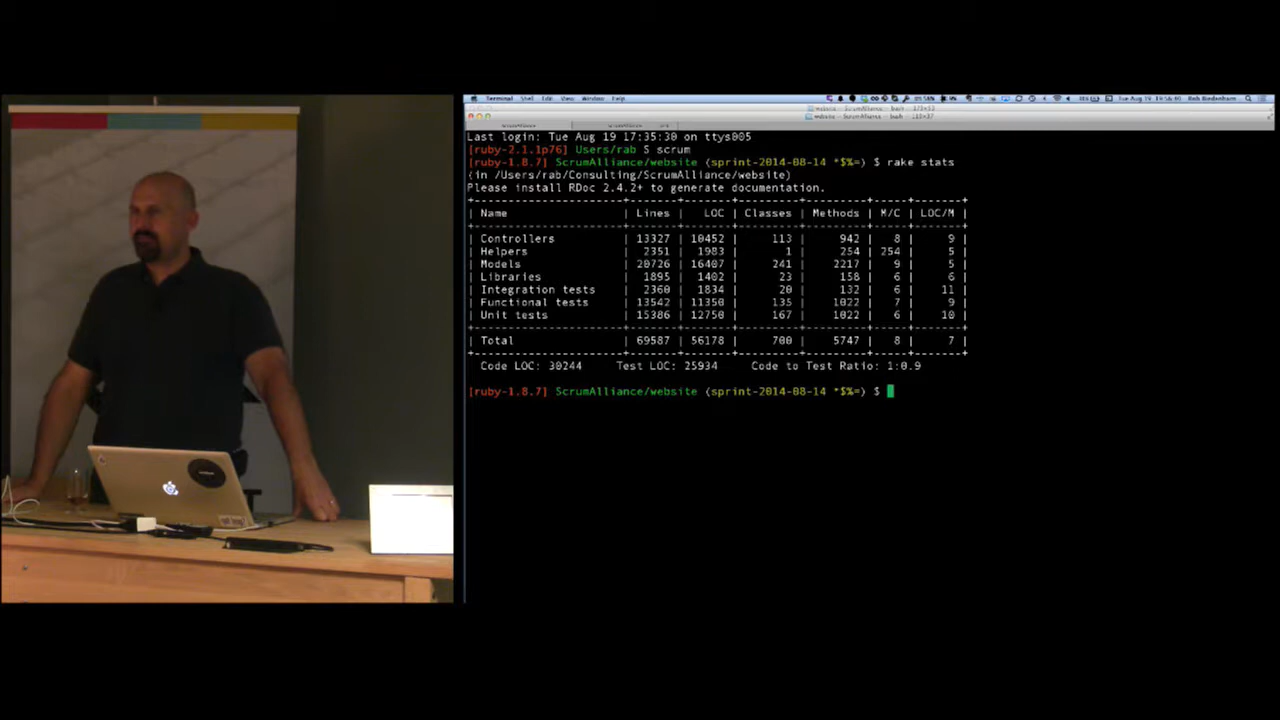 Terminal Shell Edit View Window Help
Last login: Tue Aug 19 17:35:30 on ttys005
[ruby-2.1.1p76] Users/rab $ scrum
[ruby-1.8.7] ScrumAlliance/website (sprint-2014-08-14 *$%=) $ rake stats
(in /Users/rab/Consulting/ScrumAlliance/website)
Please install RDoc 2.4.2+ to generate documentation.
+----------------------+-------+-------+---------+---------+-----+-------+
| Name | Lines | LOC | Classes | Methods | M/C | LOC/M |
+----------------------+-------+-------+---------+---------+-----+-------+
| Controllers | 13327 | 10452 | 113 | 942 | 8 | 9 |
| Helpers | 2351 | 1983 | 1 | 254 | 254 | 5 |
| Models | 20726 | 16407 | 241 | 2217 | 9 | 5 |
| Libraries | 1895 | 1402 | 23 | 158 | 6 | 6 |
| Integration tests | 2360 | 1834 | 20 | 132 | 6 | 11 |
| Functional tests | 13542 | 11350 | 135 | 1022 | 7 | 9 |
| Unit tests | 15386 | 12750 | 167 | 1022 | 6 | 10 |
+----------------------+-------+-------+---------+---------+-----+-------+
| Total | 69587 | 56178 | 700 | 5747 | 8 | 7 |
+----------------------+-------+-------+---------+---------+-----+-------+
Code LOC: 30244 Test LOC: 25934 Code to Test Ratio: 1:0.9
[ruby-1.8.7] ScrumAlliance/website (sprint-2014-08-14 *$%=) $